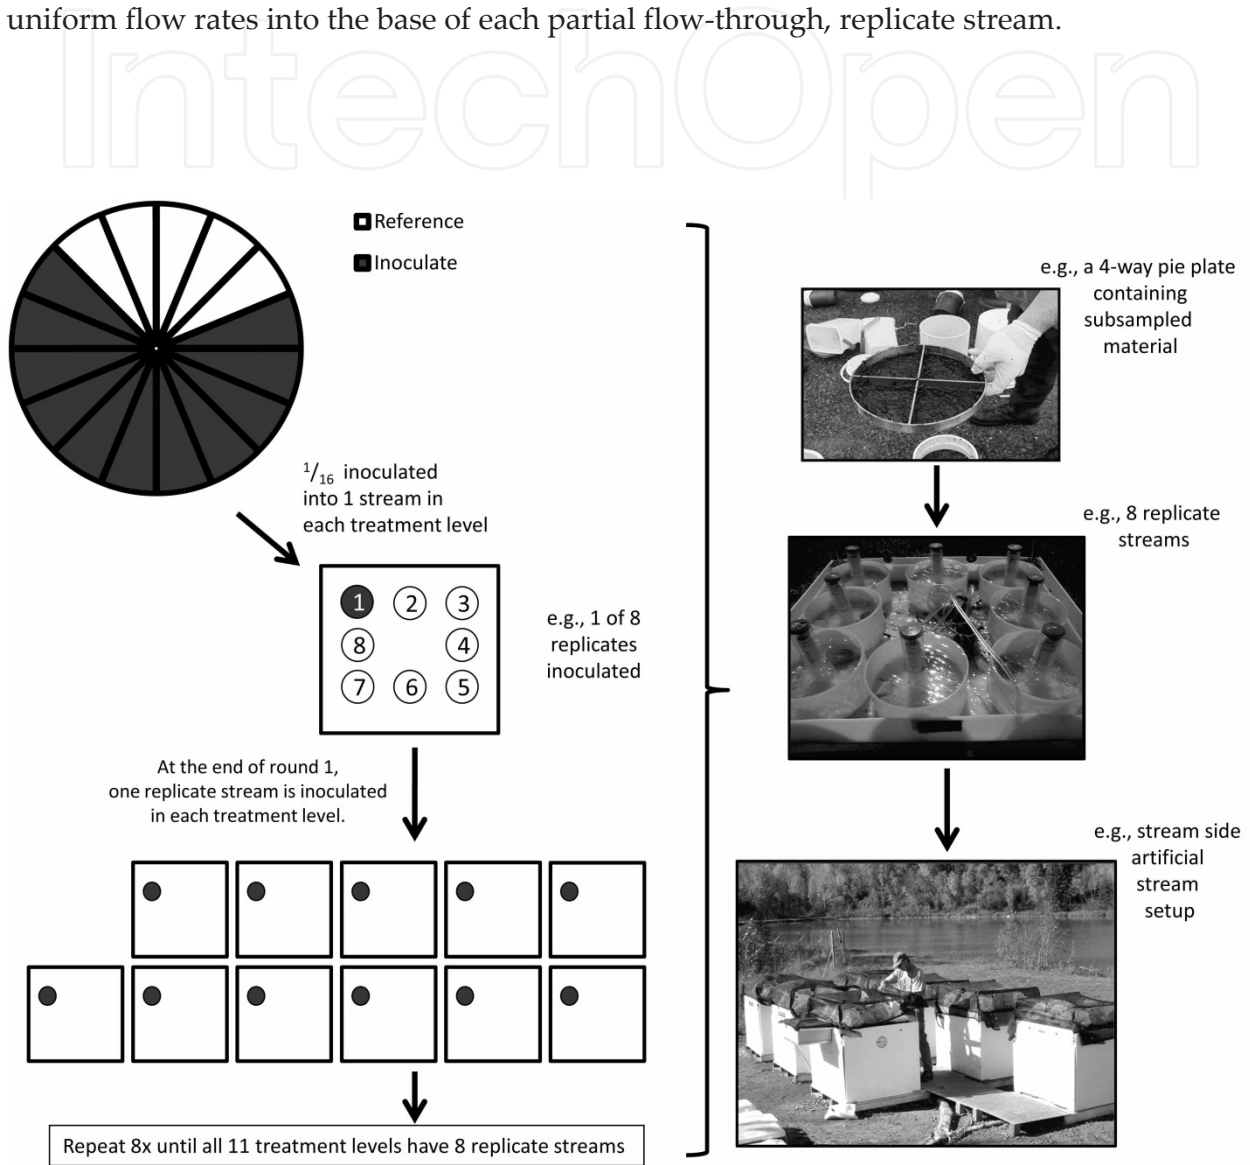 uniform flow rates into the base of each partial flow-through, replicate stream.
IntechOpen
Reference
Inoculate
1/16 inoculated
into 1 stream in
each treatment level
1 2 3
8 4
7 6 5
e.g., 1 of 8
replicates
inoculated
At the end of round 1,
one replicate stream is inoculated
in each treatment level.
Repeat 8x until all 11 treatment levels have 8 replicate streams
e.g., a 4-way pie plate
containing
subsampled
material
e.g., 8 replicate
streams
e.g., stream side
artificial
stream
setup